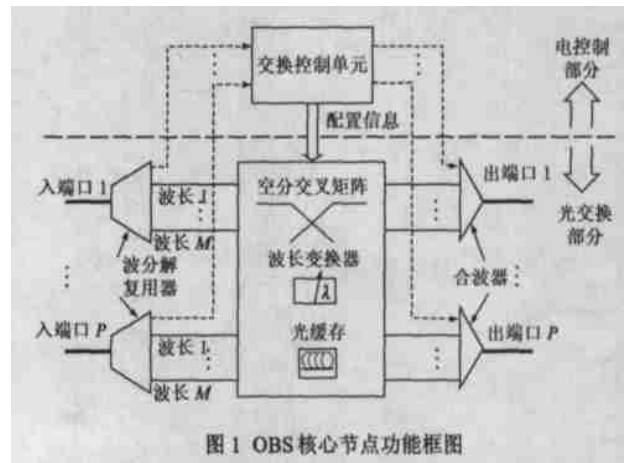 交换控制单元
电控制
部分
配置信息
入端口 1
波长 1
波长 M
波分解
复用器
入端口 P
波长 1
波长 M
空分交叉矩阵
波长变换器
λ
光缓存
出端口 1
光交换
部分
合波器
出端口 P
图 1 OBS 核心节点功能框图